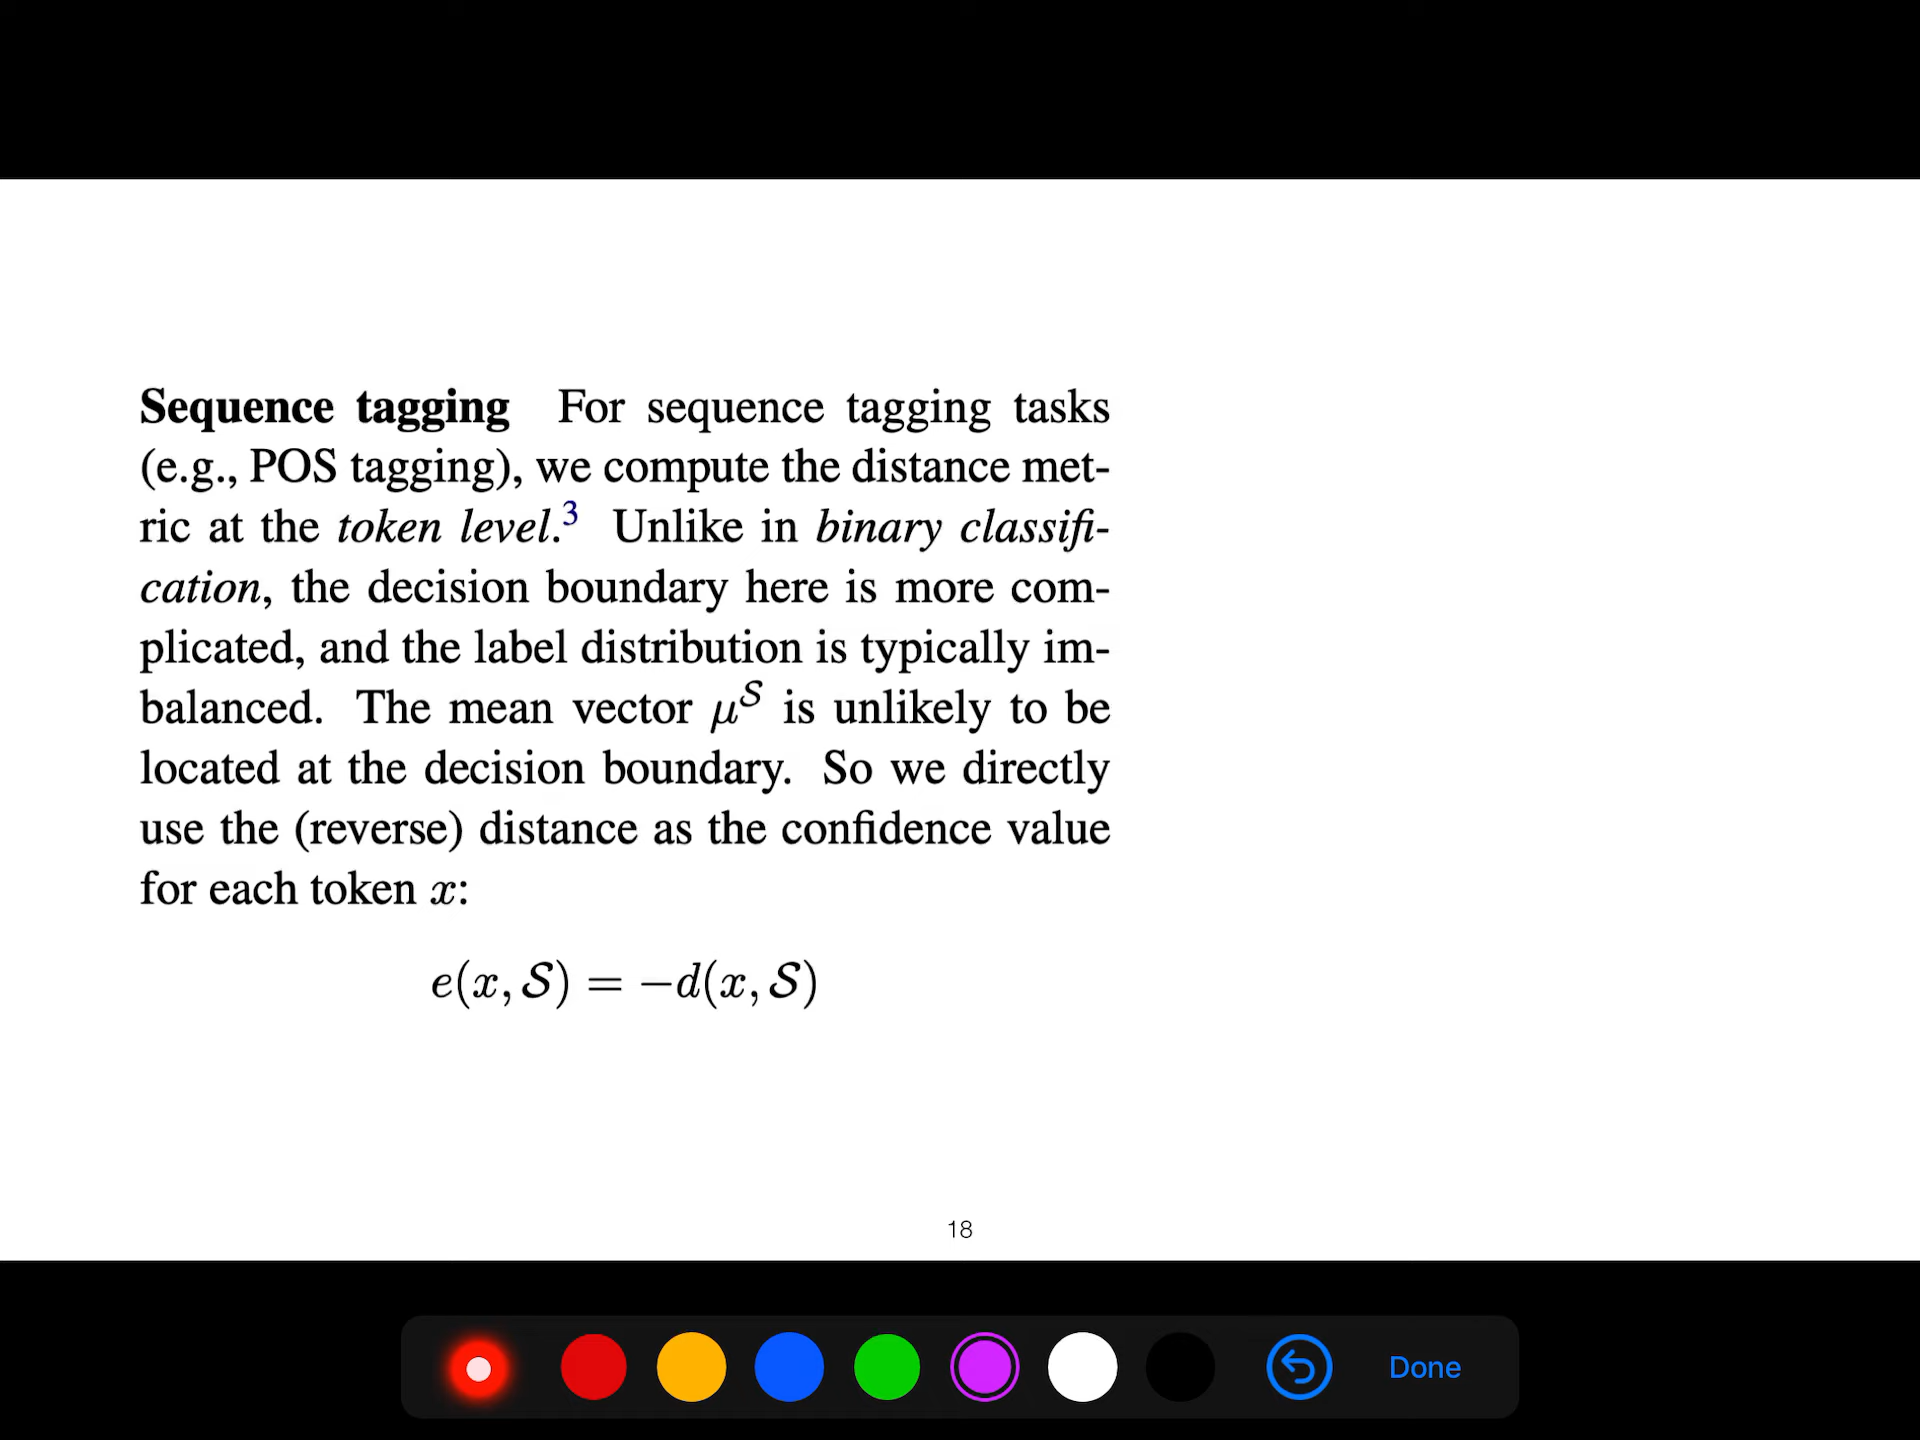 Sequence tagging For sequence tagging tasks
(e.g., POS tagging), we compute the distance met-
ric at the token level.³ Unlike in binary classifi-
cation, the decision boundary here is more com-
plicated, and the label distribution is typically im-
balanced. The mean vector μ^𝒮 is unlikely to be
located at the decision boundary. So we directly
use the (reverse) distance as the confidence value
for each token x:
e(x, 𝒮) = −d(x, 𝒮)
18
Done